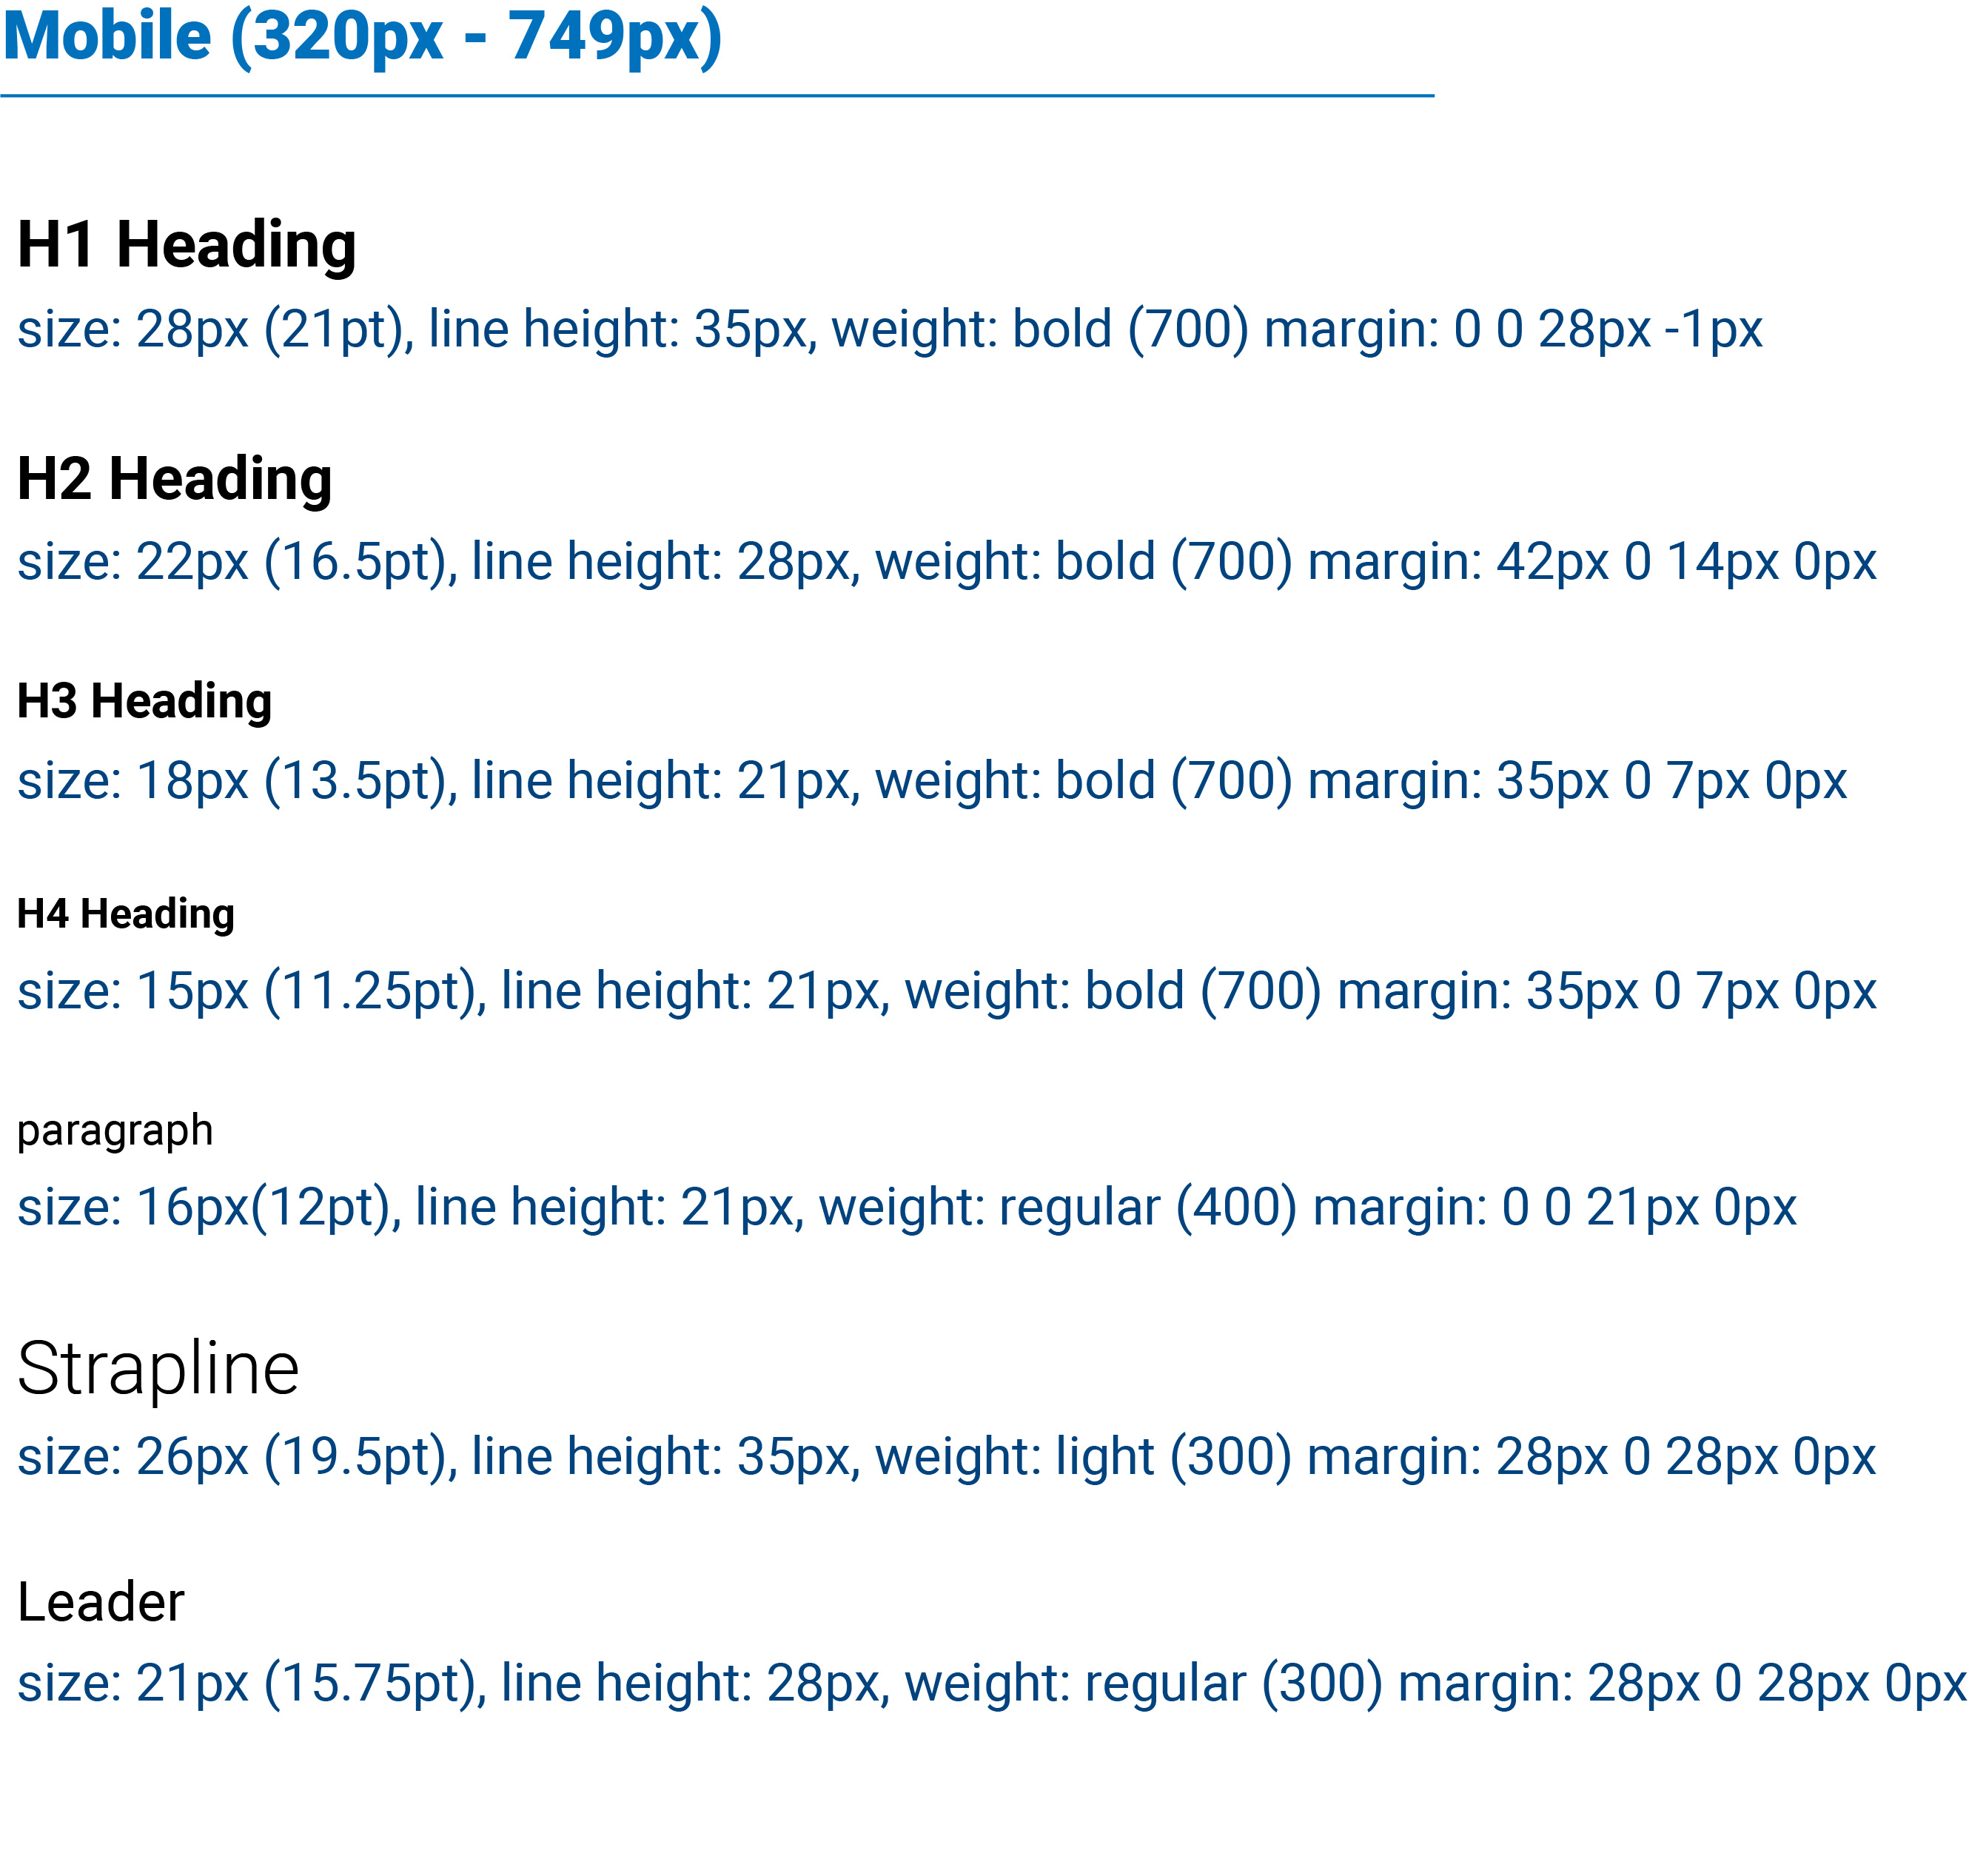 Mobile (320px - 749px)
H1 Heading
size: 28px (21pt), line height: 35px, weight: bold (700) margin: 0 0 28px -1px
H2 Heading
size: 22px (16.5pt), line height: 28px, weight: bold (700) margin: 42px 0 14px 0px
H3 Heading
size: 18px (13.5pt), line height: 21px, weight: bold (700) margin: 35px 0 7px 0px
H4 Heading
size: 15px (11.25pt), line height: 21px, weight: bold (700) margin: 35px 0 7px 0px
paragraph
size: 16px(12pt), line height: 21px, weight: regular (400) margin: 0 0 21px 0px
Strapline
size: 26px (19.5pt), line height: 35px, weight: light (300) margin: 28px 0 28px 0px
Leader
size: 21px (15.75pt), line height: 28px, weight: regular (300) margin: 28px 0 28px 0px